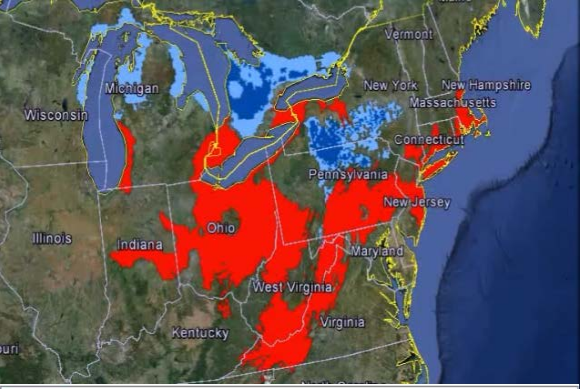 Vermont
New York
New Hampshire
Michigan
Massachusetts
Wisconsin
Connecticut
Pennsylvania
New Jersey
Ohio
Illinois
Indiana
Maryland
West Virginia
Virginia
Kentucky